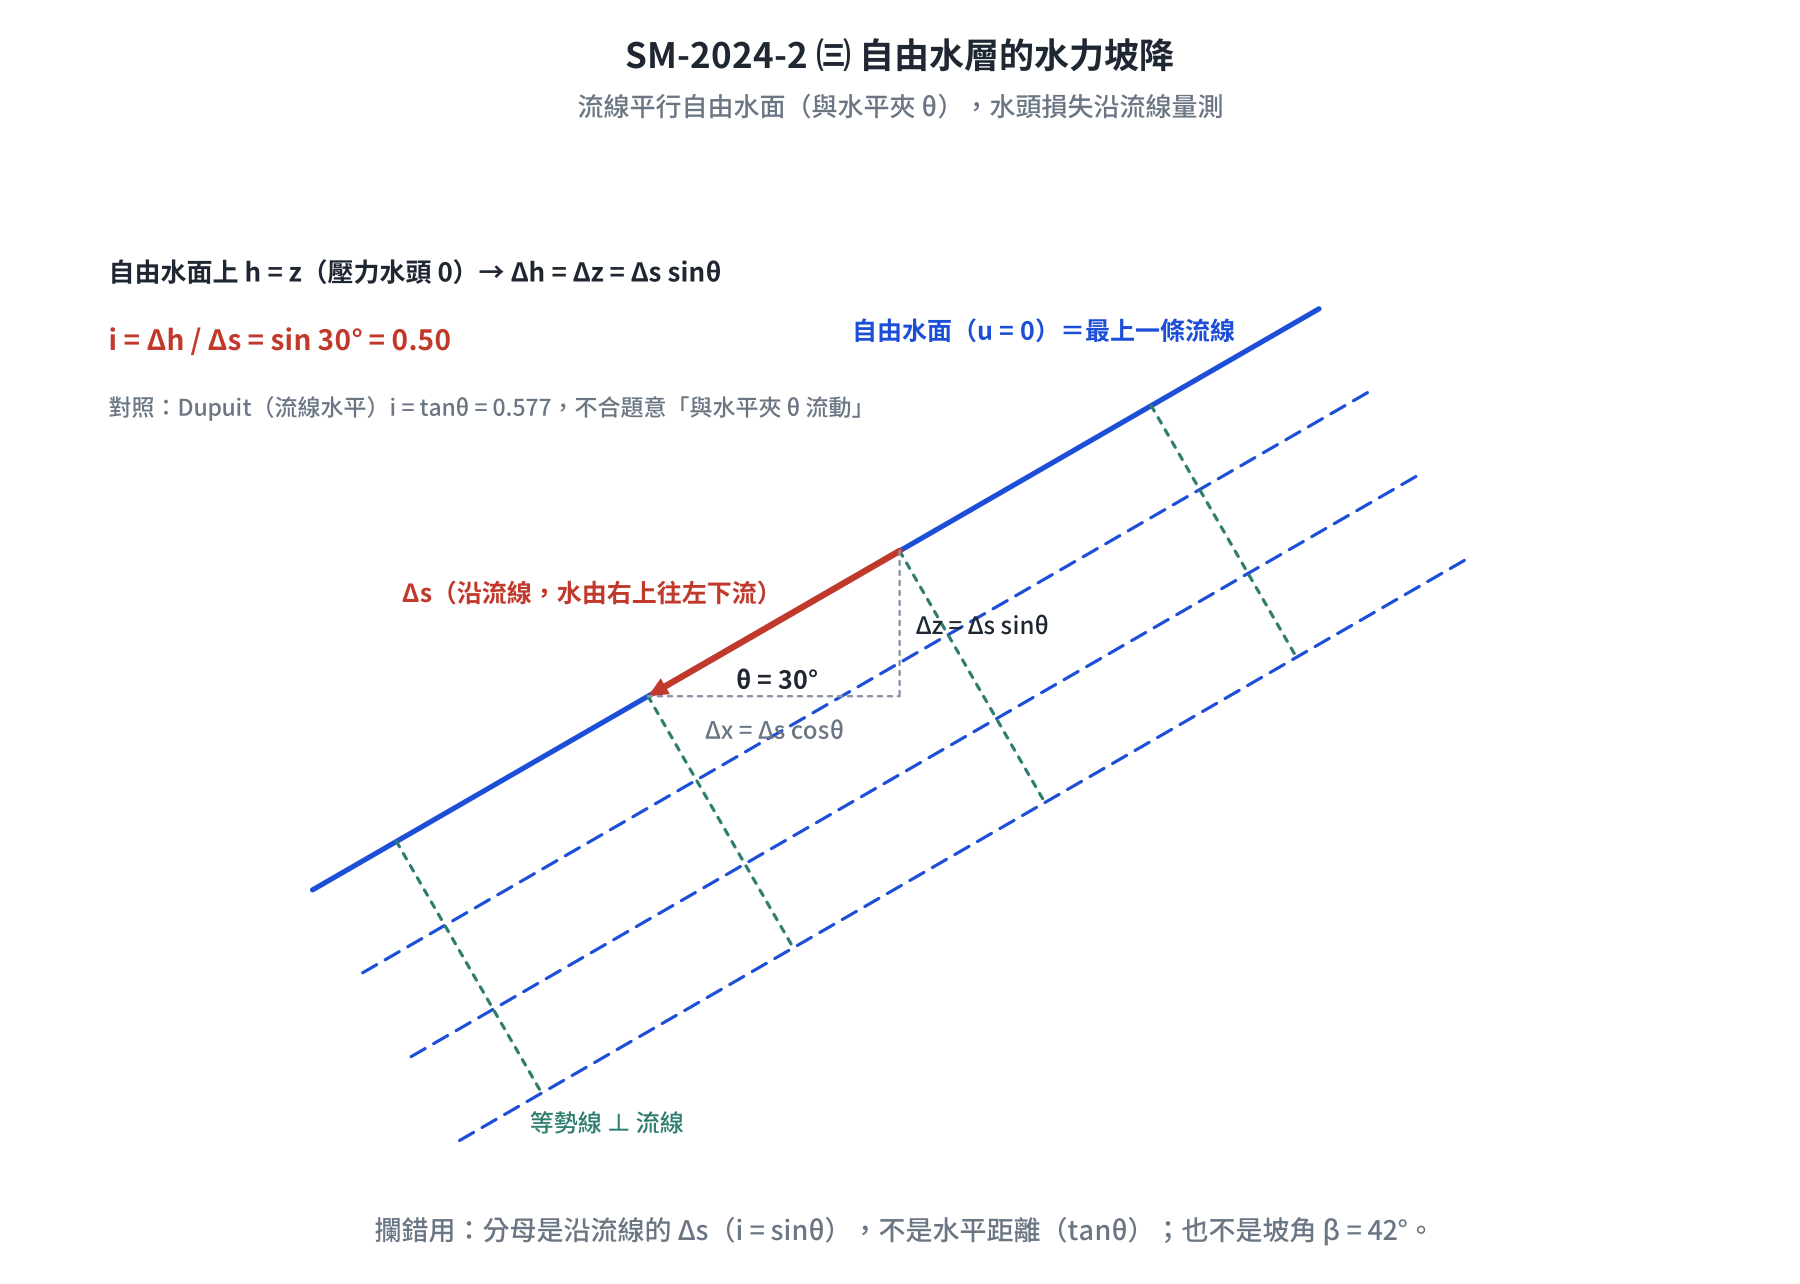 SM-2024-2 ㈢ 自由水層的水力坡降
流線平行自由水面（與水平夾 θ），水頭損失沿流線量測
自由水面上 h = z（壓力水頭 0）→ Δh = Δz = Δs sinθ
i = Δh / Δs = sin 30° = 0.50
對照：Dupuit（流線水平）i = tanθ = 0.577，不合題意「與水平夾 θ 流動」
自由水面（u = 0）＝最上一條流線
Δs（沿流線，水由右上往左下流）
Δz = Δs sinθ
θ = 30°
Δx = Δs cosθ
等勢線 ⊥ 流線
攔錯用：分母是沿流線的 Δs（i = sinθ），不是水平距離（tanθ）；也不是坡角 β = 42°。